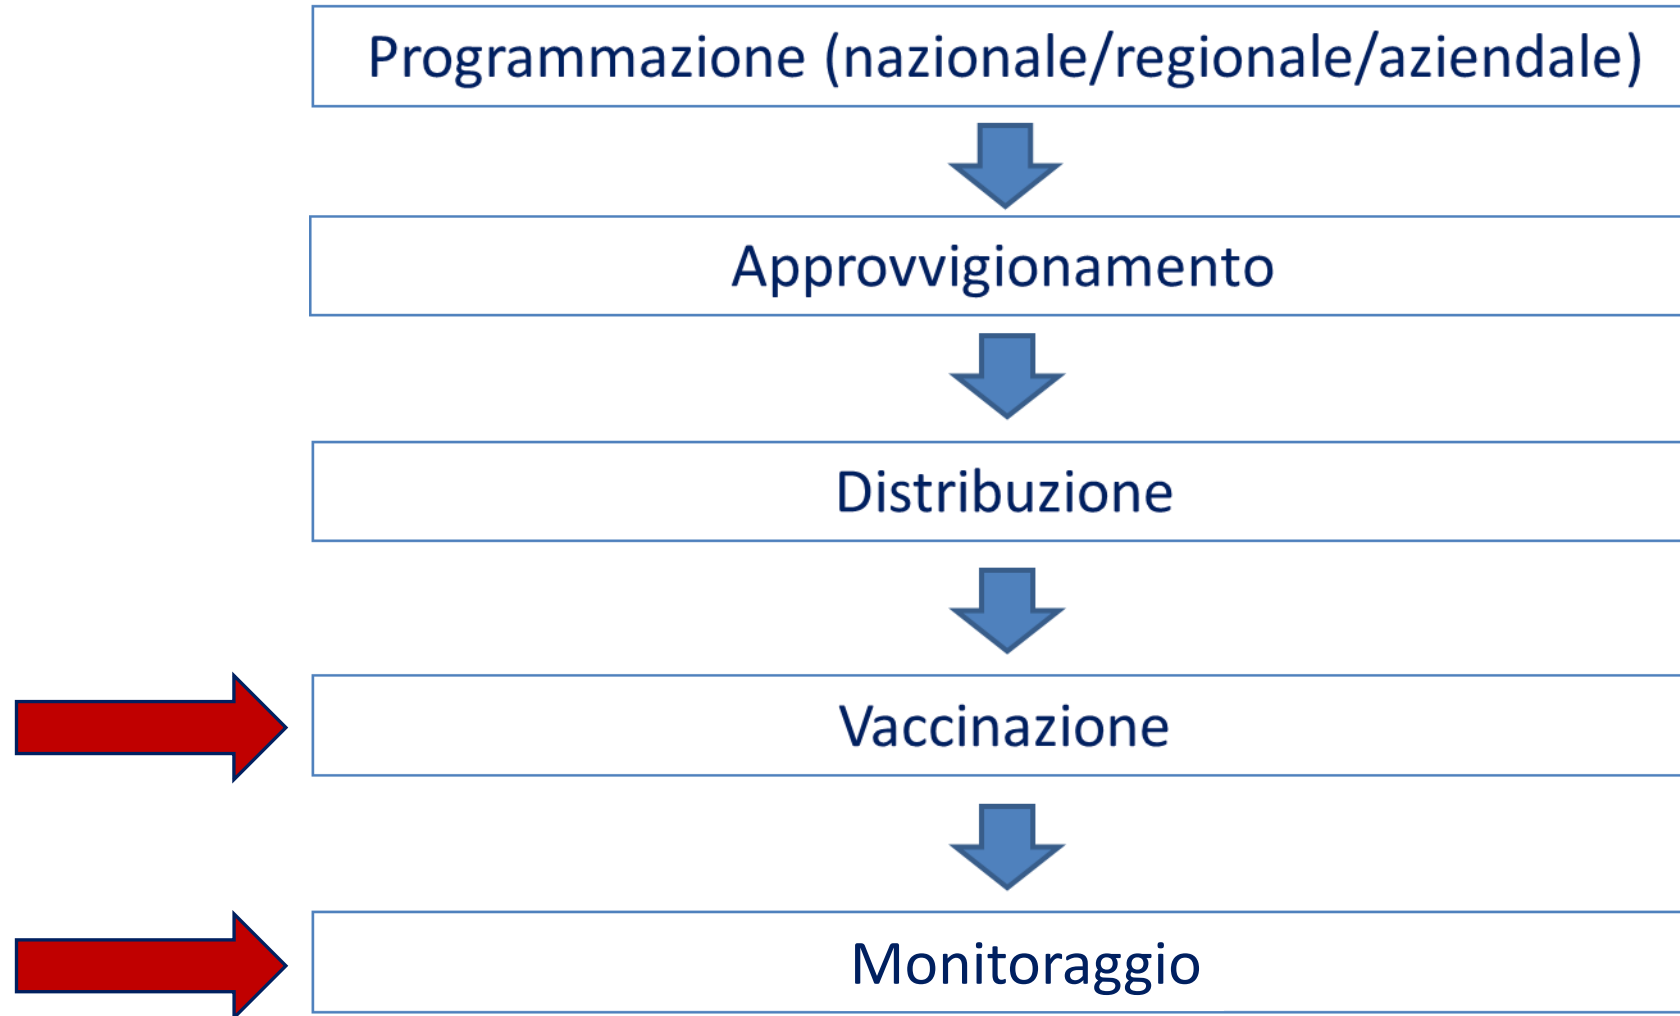 Programmazione (nazionale/regionale/aziendale)
Approvvigionamento
Distribuzione
Vaccinazione
Monitoraggio